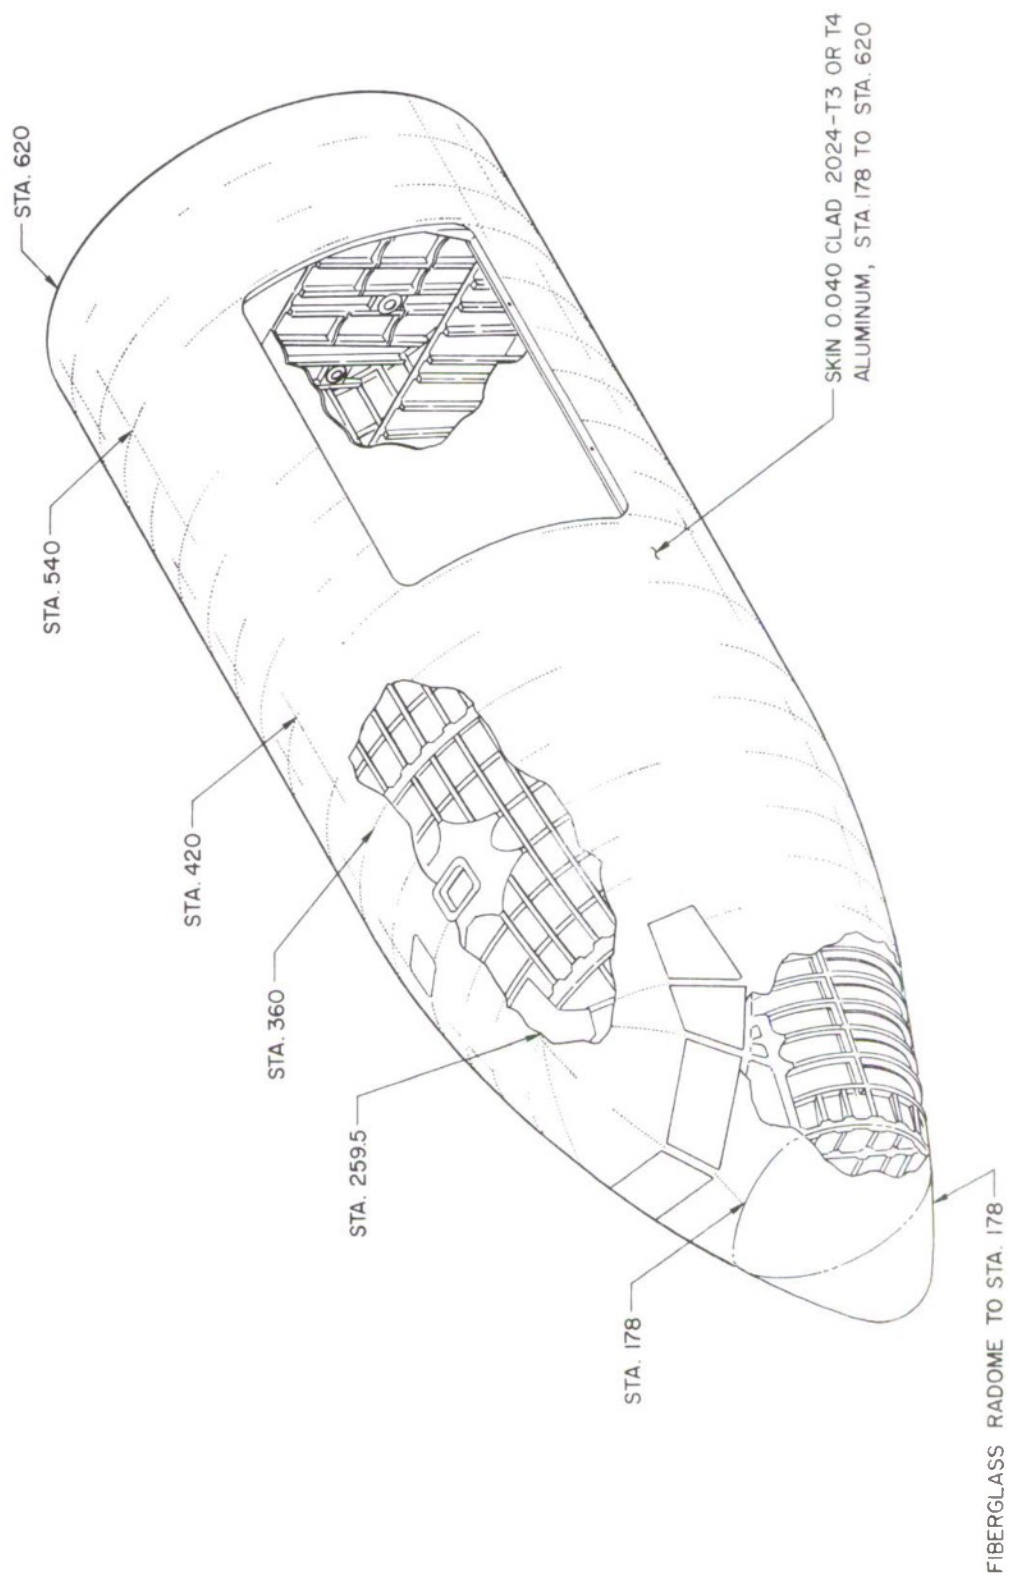 STA. 620
STA. 540
STA. 420
STA. 360
STA. 259.5
STA. 178
SKIN 0.040 CLAD 2024-T3 OR T4
ALUMINUM, STA. 178 TO STA. 620
FIBERGLASS RADOME TO STA. 178